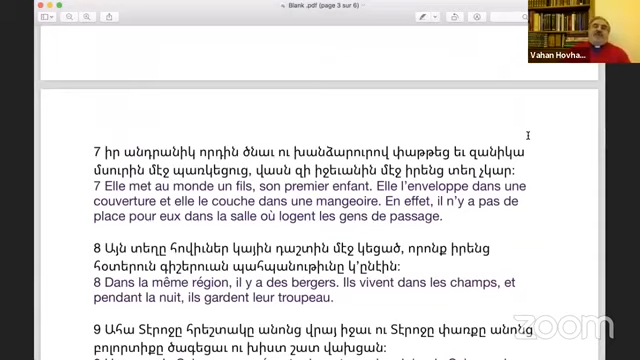 Blank .pdf (page 3 sur 6)
Vahan Hovha...
7 իր անդրանիկ որդին ծնաւ ու խանձարուրով փաթթեց եւ զանիկա
մսուրին մէջ պառկեցուց, վասն զի իջեւանին մէջ իրենց տեղ չկար։
7 Elle met au monde un fils, son premier enfant. Elle l’enveloppe dans une
couverture et elle le couche dans une mangeoire. En effet, il n’y a pas de
place pour eux dans la salle où logent les gens de passage.
8 Այն տեղը հովիւներ կային դաշտին մէջ կեցած, որոնք իրենց
հօտերուն գիշերուան պահպանութիւնը կ’ընէին։
8 Dans la même région, il y a des bergers. Ils vivent dans les champs, et
pendant la nuit, ils gardent leur troupeau.
9 Ահա Տէրոջը հրեշտակը անոնց վրայ իջաւ ու Տէրոջը փառքը անոնց
բոլորտիքը ծագեցաւ ու խիստ շատ վախցան։
zoom